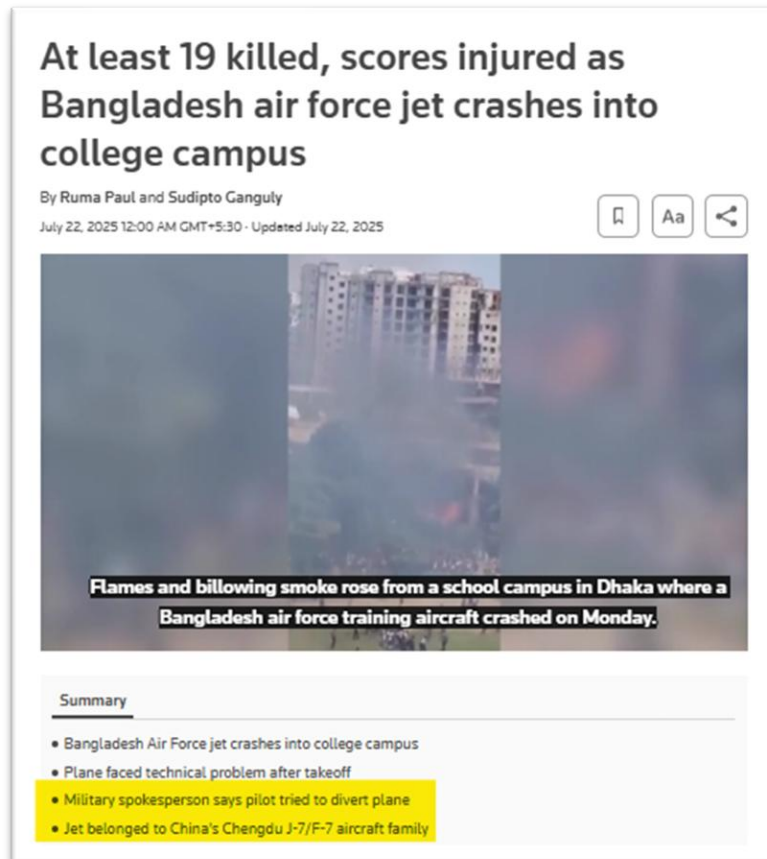 At least 19 killed, scores injured as
Bangladesh air force jet crashes into
college campus
By Ruma Paul and Sudipto Ganguly
July 22, 2025 12:00 AM GMT+5:30 · Updated July 22, 2025
Aa
Flames and billowing smoke rose from a school campus in Dhaka where a
Bangladesh air force training aircraft crashed on Monday.
Summary
• Bangladesh Air Force jet crashes into college campus
• Plane faced technical problem after takeoff
• Military spokesperson says pilot tried to divert plane
• Jet belonged to China's Chengdu J-7/F-7 aircraft family